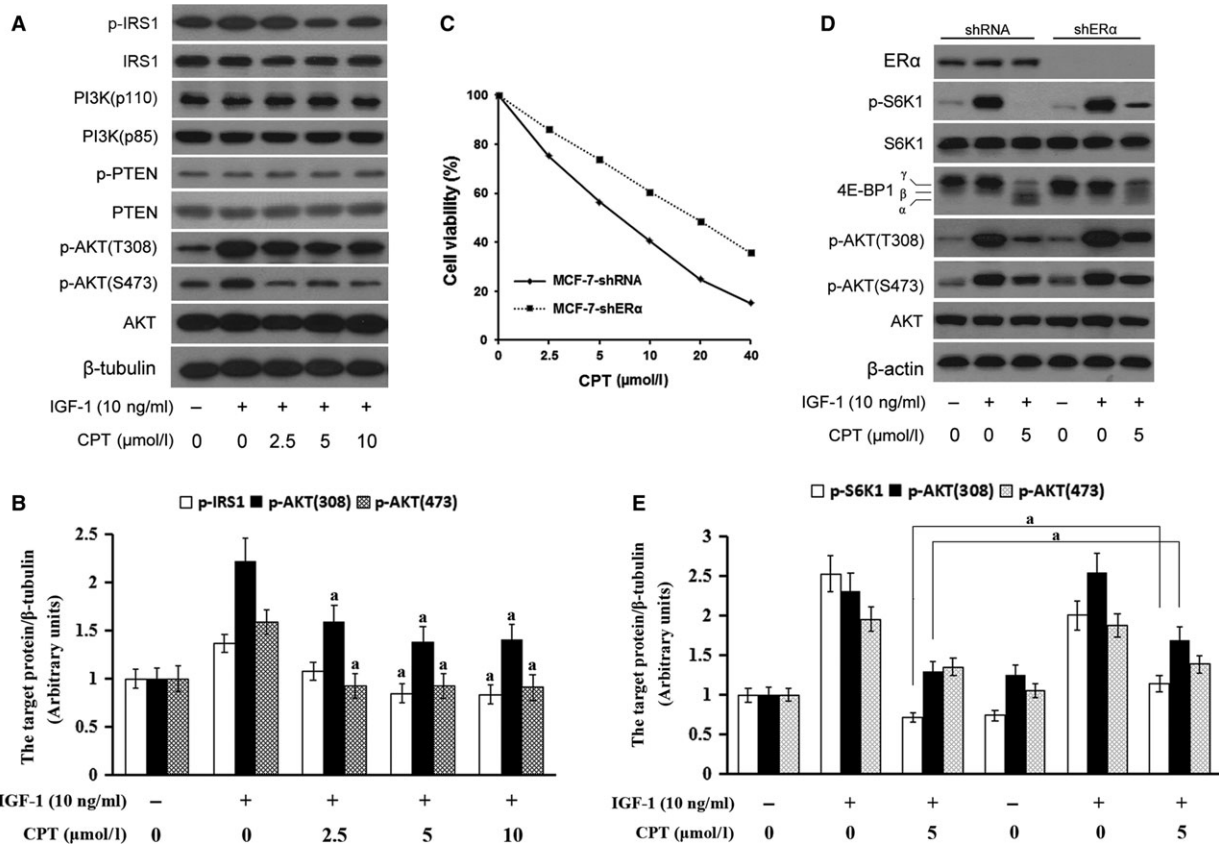 A
p-IRS1
IRS1
PI3K(p110)
PI3K(p85)
p-PTEN
PTEN
p-AKT(T308)
p-AKT(S473)
AKT
β-tubulin
IGF-1 (10 ng/ml) – + + + +
CPT (µmol/l) 0 0 2.5 5 10
B
p-IRS1 p-AKT(308) p-AKT(473)
The target protein/β-tubulin
(Arbitrary units)
2.5
2
1.5
1
0.5
0
a a
a a
a a
a a
IGF-1 (10 ng/ml) – + + + +
CPT (µmol/l) 0 0 2.5 5 10
C
Cell viability (%)
100
80
60
40
20
0
MCF-7-shRNA
MCF-7-shERα
0 2.5 5 10 20 40
CPT (µmol/l)
D
shRNA shERα
ERα
p-S6K1
S6K1
4E-BP1
γ
β
α
p-AKT(T308)
p-AKT(S473)
AKT
β-actin
IGF-1 (10 ng/ml) – + + – + +
CPT (µmol/l) 0 0 5 0 0 5
E
p-S6K1 p-AKT(308) p-AKT(473)
The target protein/β-tubulin
(Arbitrary units)
3
2.5
2
1.5
1
0.5
0
a
a
IGF-1 (10 ng/ml) – + + – + +
CPT (µmol/l) 0 0 5 0 0 5